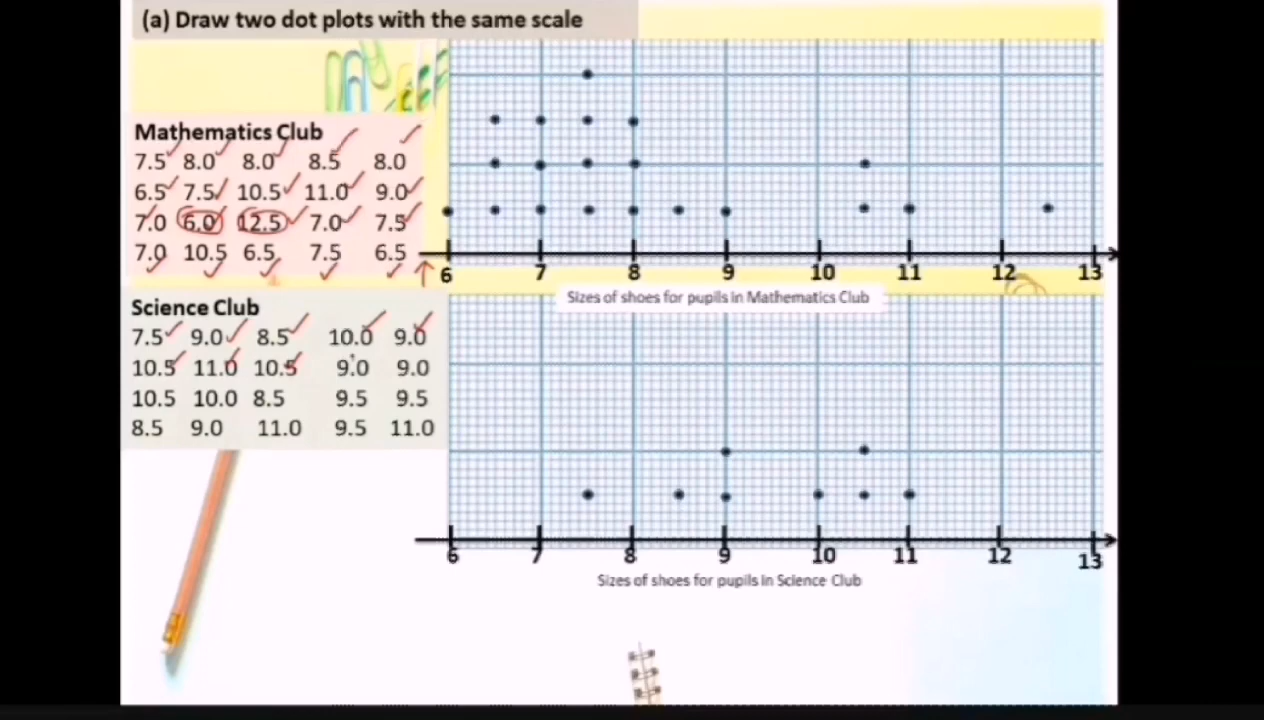 (a) Draw two dot plots with the same scale
Mathematics Club
7.5 8.0 8.0 8.5 8.0
6.5 7.5 10.5 11.0 9.0
7.0 6.0 12.5 7.0 7.5
7.0 10.5 6.5 7.5 6.5
6 7 8 9 10 11 12 13
Sizes of shoes for pupils in Mathematics Club
Science Club
7.5 9.0 8.5 10.0 9.0
10.5 11.0 10.5 9.0 9.0
10.5 10.0 8.5 9.5 9.5
8.5 9.0 11.0 9.5 11.0
6 7 8 9 10 11 12 13
Sizes of shoes for pupils in Science Club